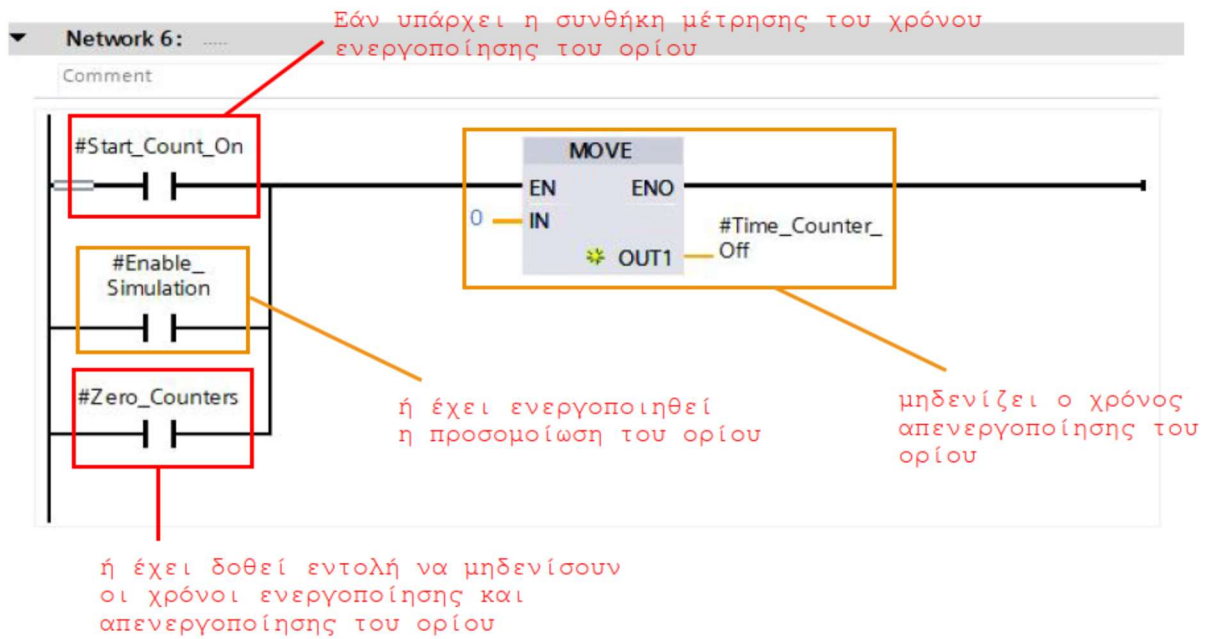 Εάν υπάρχει η συνθήκη μέτρησης του χρόνου
ενεργοποίησης του ορίου
Network 6: .....
Comment
#Start_Count_On
MOVE
EN ENO
0 IN
OUT1
#Time_Counter_
Off
#Enable_
Simulation
#Zero_Counters
ή έχει ενεργοποιηθεί
η προσομοίωση του ορίου
μηδενίζει ο χρόνος
απενεργοποίησης του
ορίου
ή έχει δοθεί εντολή να μηδενίσουν
οι χρόνοι ενεργοποίησης και
απενεργοποίησης του ορίου